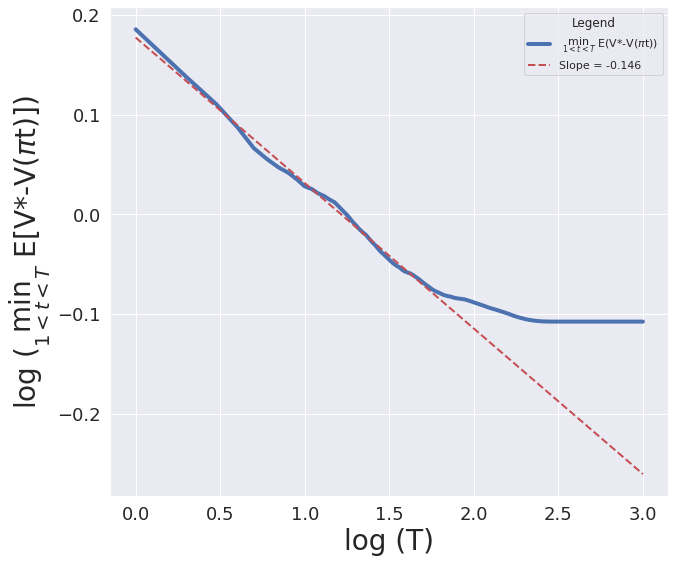 0.2
0.1
0.0
−0.1
−0.2
log ( min E[V*-V(πt)])
1 < t < T
Legend
min E(V*-V(πt))
1<t<T
Slope = -0.146
0.0 0.5 1.0 1.5 2.0 2.5 3.0
log (T)